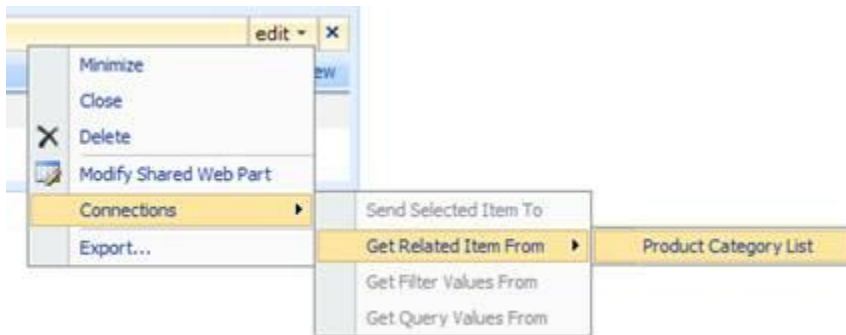 edit
Minimize
ew
Close
Delete
Modify Shared Web Part
Connections
Send Selected Item To
Export...
Get Related Item From
Product Category List
Get Filter Values From
Get Query Values From